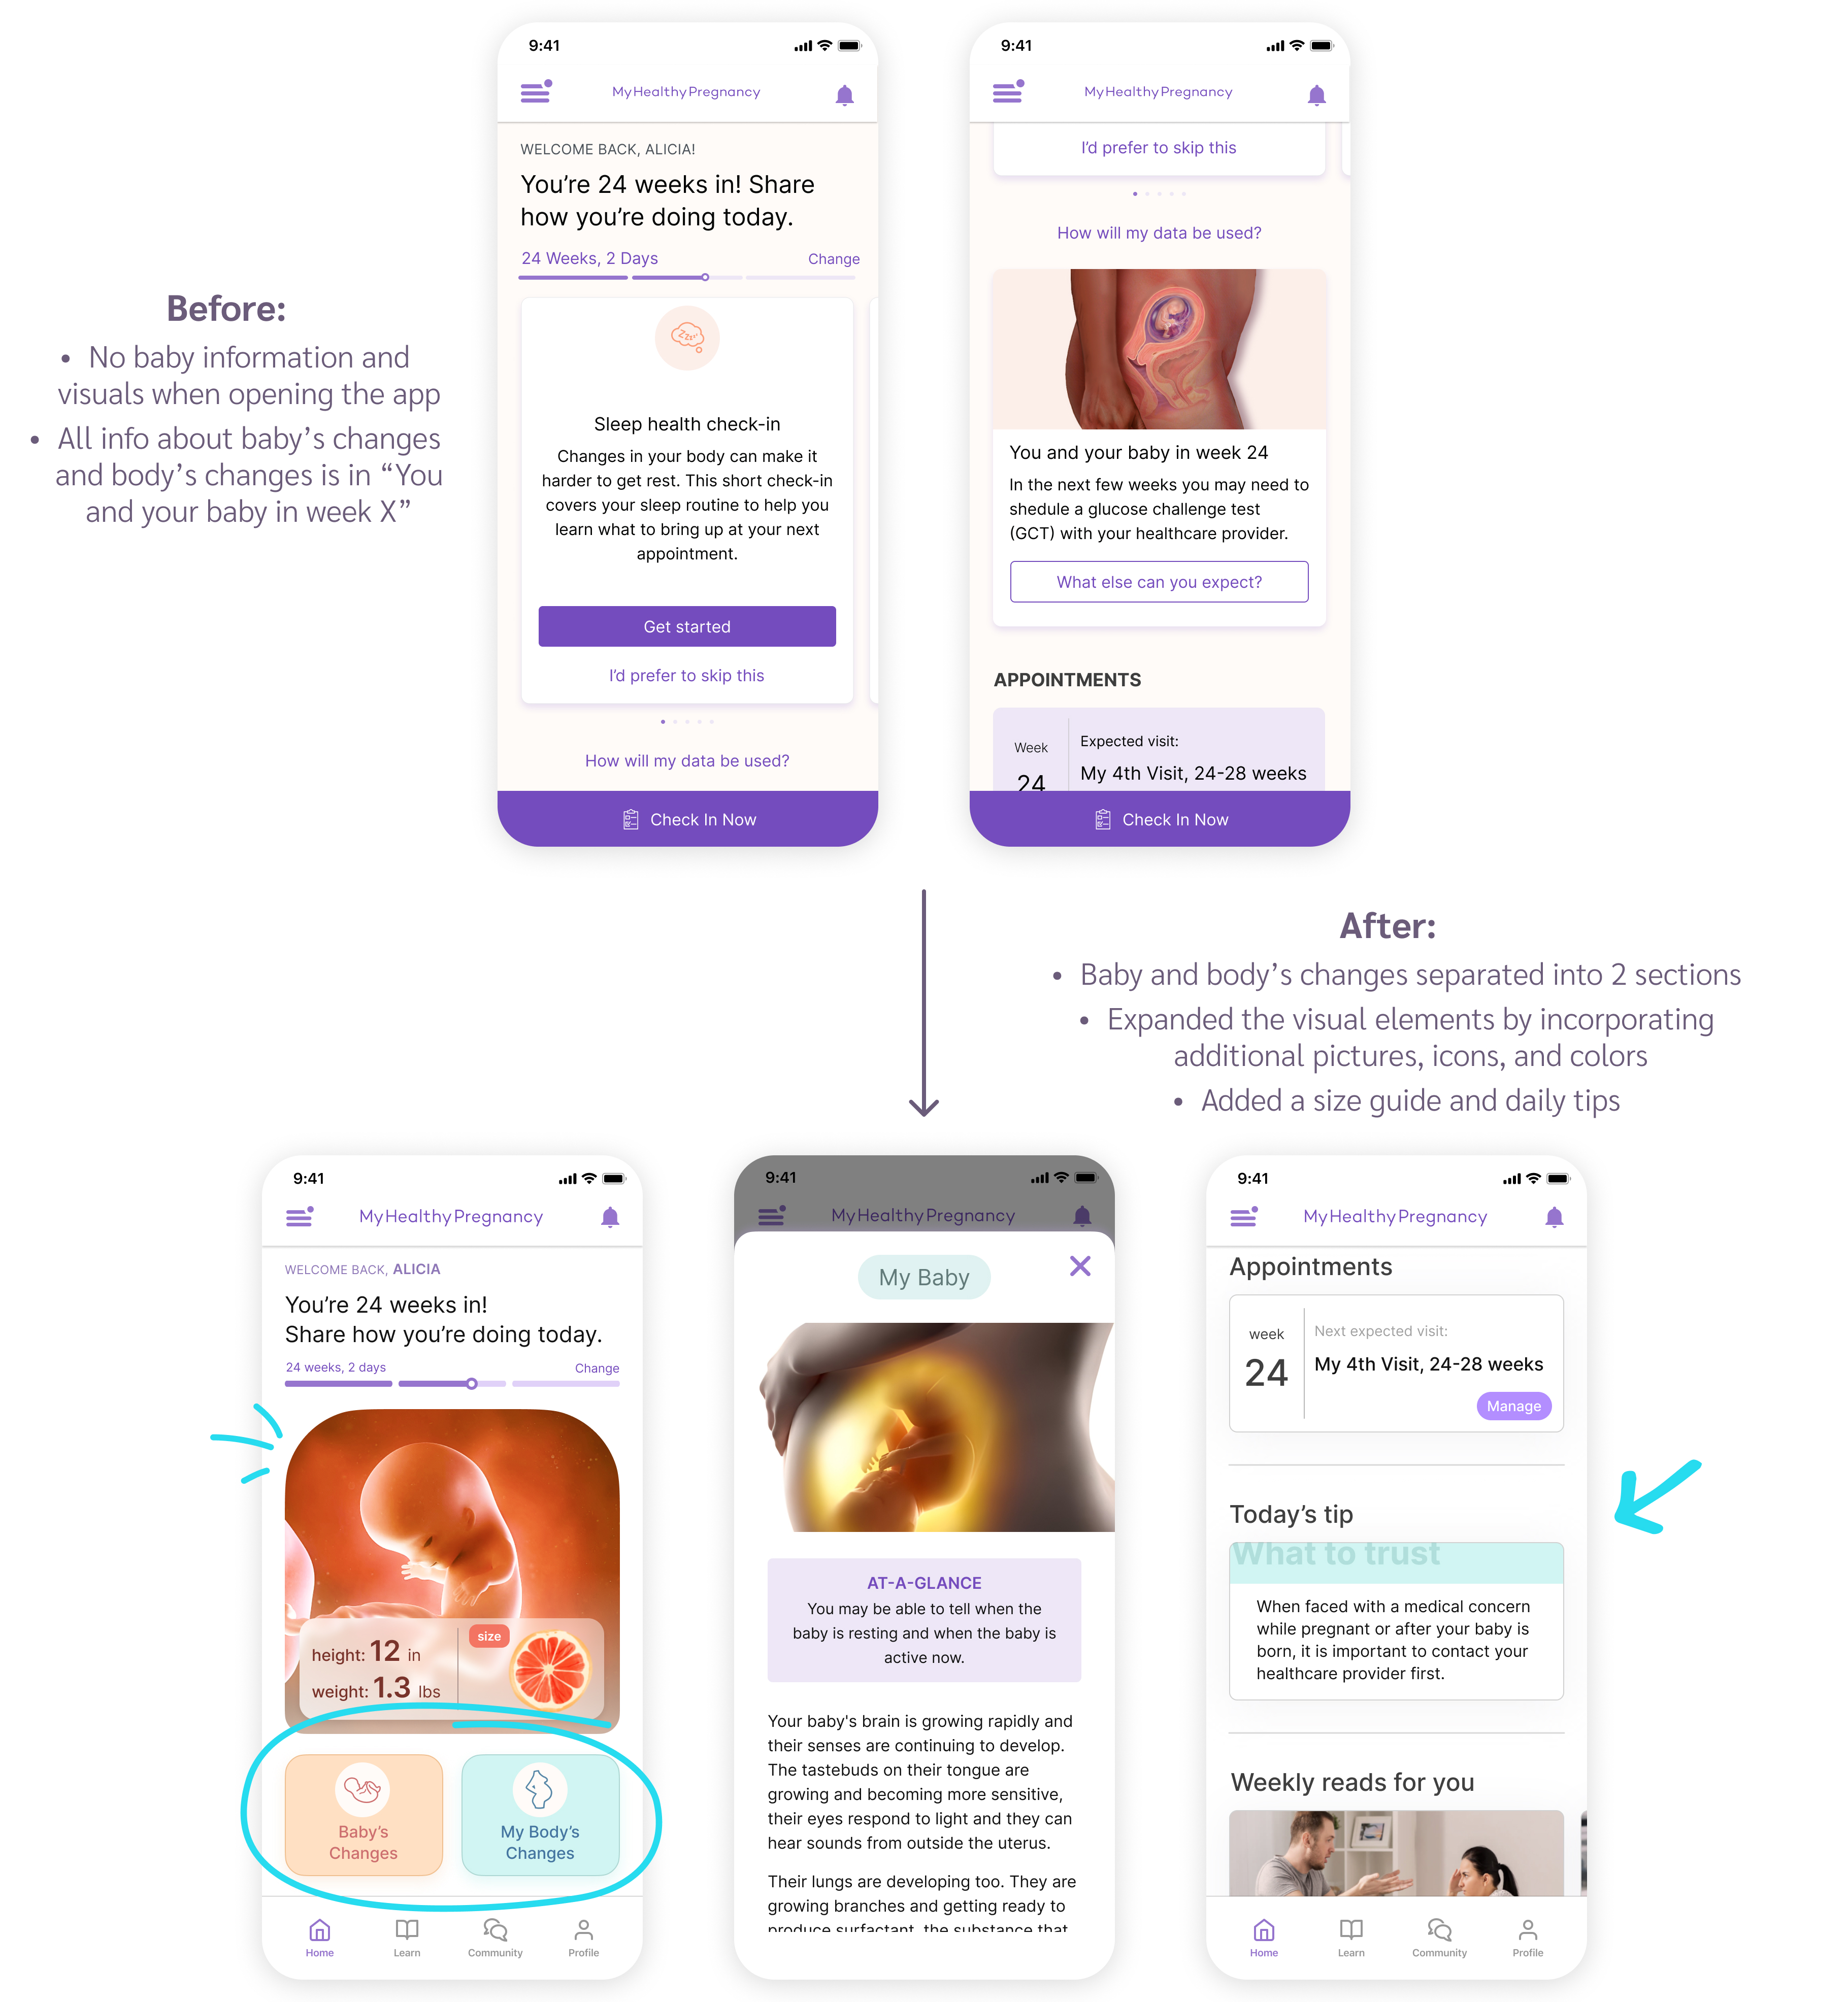 9:41
MyHealthyPregnancy
WELCOME BACK, ALICIA!
You're 24 weeks in! Share
how you're doing today.
24 Weeks, 2 Days
Change
Zzz
Sleep health check-in
Changes in your body can make it
harder to get rest. This short check-in
covers your sleep routine to help you
learn what to bring up at your next
appointment.
Get started
I'd prefer to skip this
How will my data be used?
Check In Now
9:41
MyHealthyPregnancy
I'd prefer to skip this
How will my data be used?
You and your baby in week 24
In the next few weeks you may need to
shedule a glucose challenge test
(GCT) with your healthcare provider.
What else can you expect?
APPOINTMENTS
Week
24
Expected visit:
My 4th Visit, 24-28 weeks
Check In Now
Before:
• No baby information and
visuals when opening the app
• All info about baby's changes
and body's changes is in “You
and your baby in week X”
After:
• Baby and body's changes separated into 2 sections
• Expanded the visual elements by incorporating
additional pictures, icons, and colors
• Added a size guide and daily tips
9:41
MyHealthyPregnancy
WELCOME BACK, ALICIA
You're 24 weeks in!
Share how you're doing today.
24 weeks, 2 days
Change
height: 12 in
weight: 1.3 lbs
size
Baby's
Changes
My Body's
Changes
Home
Learn
Community
Profile
9:41
MyHealthyPregnancy
My Baby
AT-A-GLANCE
You may be able to tell when the
baby is resting and when the baby is
active now.
Your baby's brain is growing rapidly and
their senses are continuing to develop.
The tastebuds on their tongue are
growing and becoming more sensitive,
their eyes respond to light and they can
hear sounds from outside the uterus.
Their lungs are developing too. They are
growing branches and getting ready to
produce surfactant, the substance that
9:41
MyHealthyPregnancy
Appointments
week
24
Next expected visit:
My 4th Visit, 24-28 weeks
Manage
Today's tip
What to trust
When faced with a medical concern
while pregnant or after your baby is
born, it is important to contact your
healthcare provider first.
Weekly reads for you
Home
Learn
Community
Profile